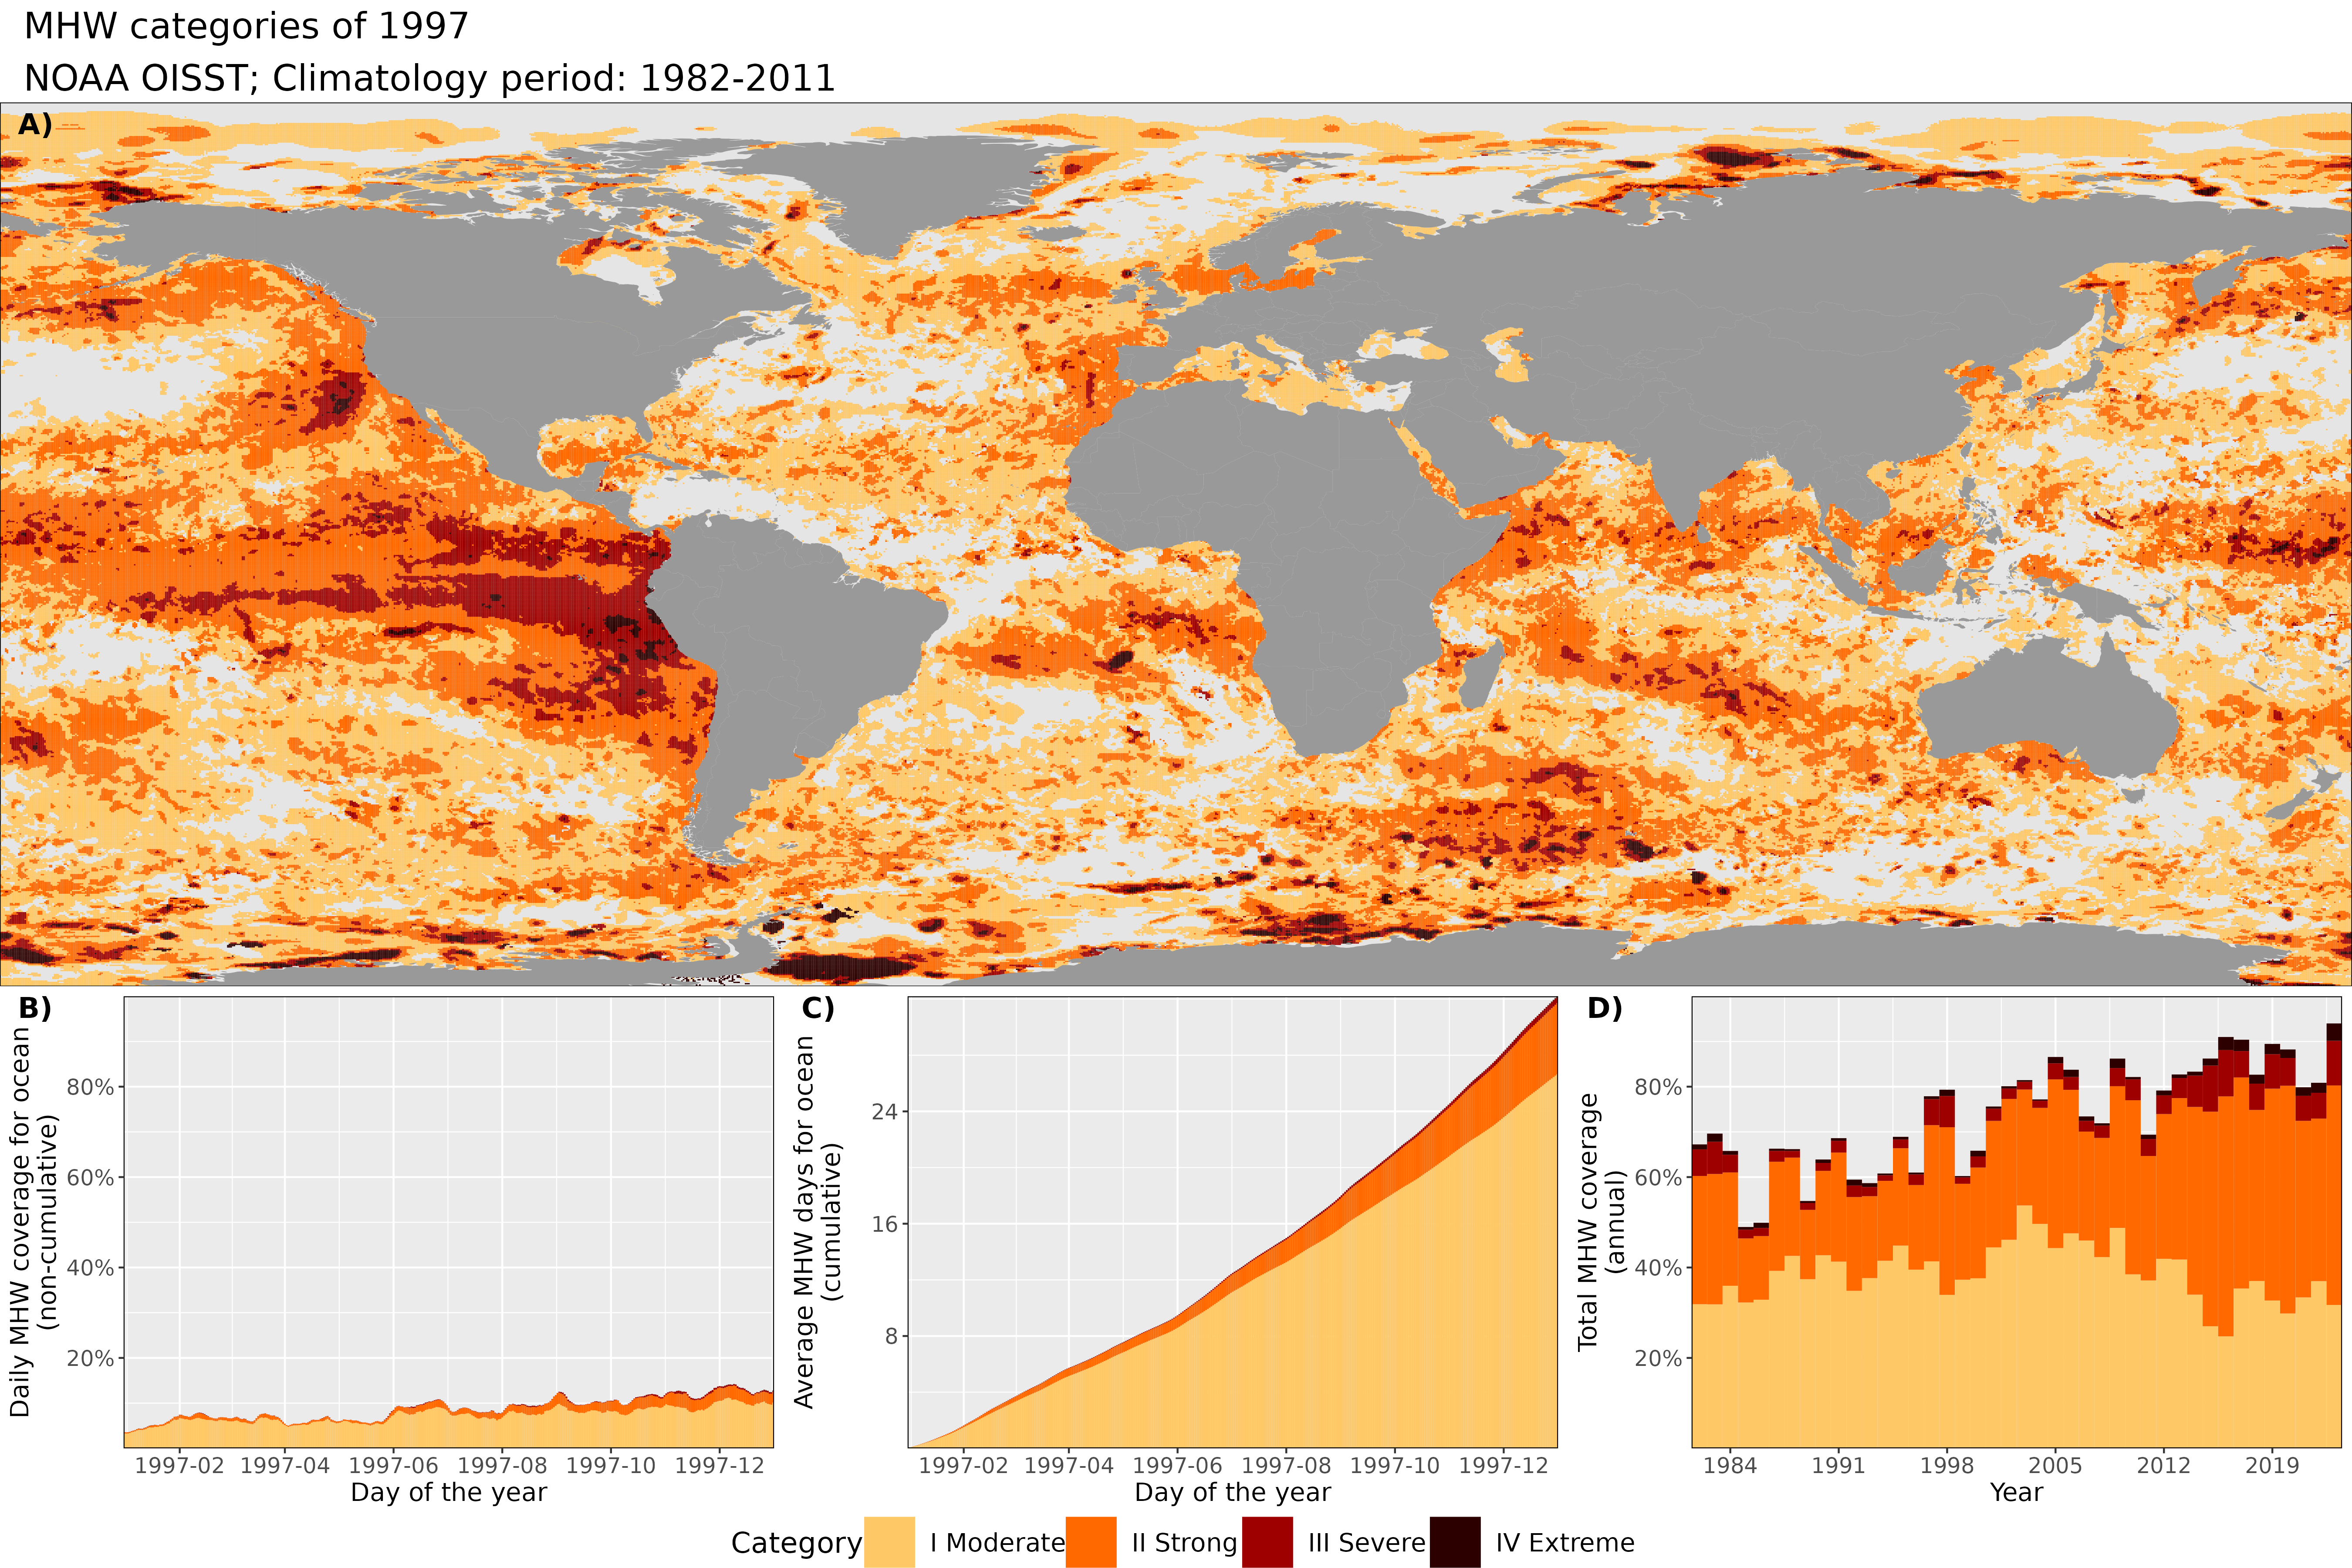 MHW categories of 1997
NOAA OISST; Climatology period: 1982-2011
A)
B)
Daily MHW coverage for ocean
(non-cumulative)
80%
60%
40%
20%
1997-02 1997-04 1997-06 1997-08 1997-10 1997-12
Day of the year
C)
Average MHW days for ocean
(cumulative)
24
16
8
1997-02 1997-04 1997-06 1997-08 1997-10 1997-12
Day of the year
D)
Total MHW coverage
(annual)
80%
60%
40%
20%
1984 1991 1998 2005 2012 2019
Year
Category I Moderate II Strong III Severe IV Extreme